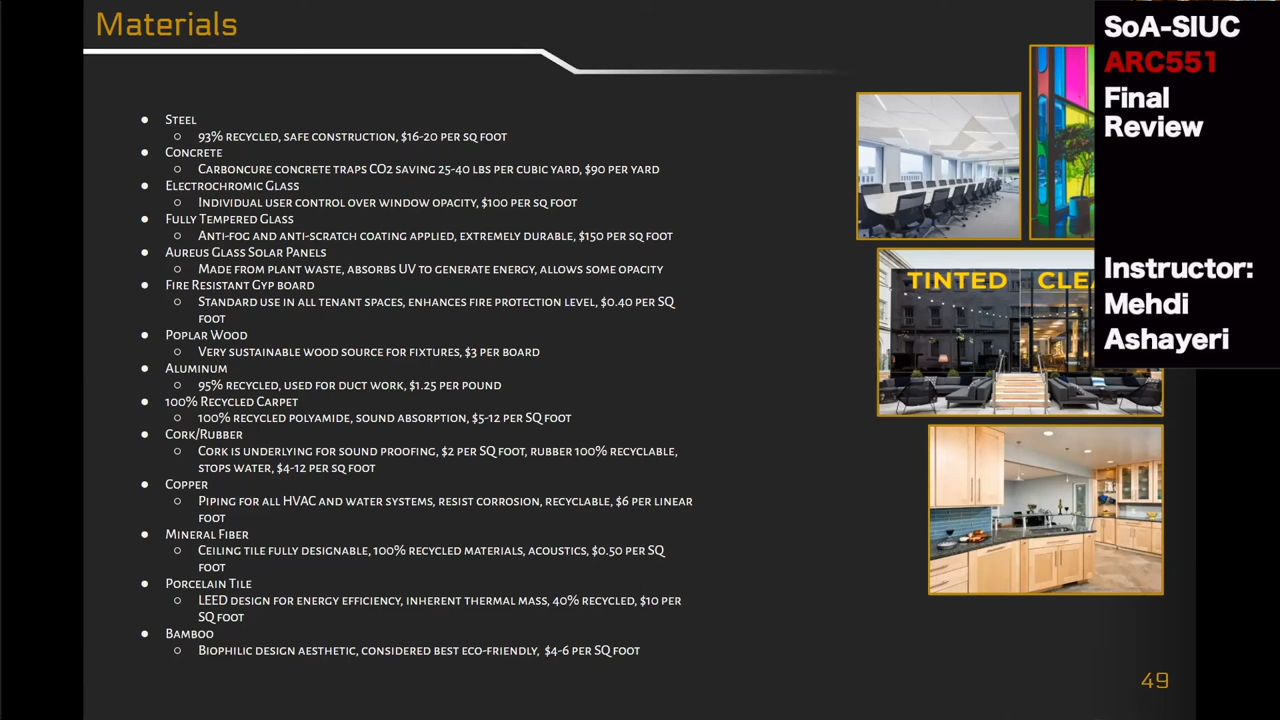 Materials
● STEEL
○ 93% RECYCLED, SAFE CONSTRUCTION, $16-20 PER SQ FOOT
● CONCRETE
○ CARBONCURE CONCRETE TRAPS CO2 SAVING 25-40 LBS PER CUBIC YARD, $90 PER YARD
● ELECTROCHROMIC GLASS
○ INDIVIDUAL USER CONTROL OVER WINDOW OPACITY, $100 PER SQ FOOT
● FULLY TEMPERED GLASS
○ ANTI-FOG AND ANTI-SCRATCH COATING APPLIED, EXTREMELY DURABLE, $150 PER SQ FOOT
● AUREUS GLASS SOLAR PANELS
○ MADE FROM PLANT WASTE, ABSORBS UV TO GENERATE ENERGY, ALLOWS SOME OPACITY
● FIRE RESISTANT GYP BOARD
○ STANDARD USE IN ALL TENANT SPACES, ENHANCES FIRE PROTECTION LEVEL, $0.40 PER SQ
FOOT
● POPLAR WOOD
○ VERY SUSTAINABLE WOOD SOURCE FOR FIXTURES, $3 PER BOARD
● ALUMINUM
○ 95% RECYCLED, USED FOR DUCT WORK, $1.25 PER POUND
● 100% RECYCLED CARPET
○ 100% RECYCLED POLYAMIDE, SOUND ABSORPTION, $5-12 PER SQ FOOT
● CORK/RUBBER
○ CORK IS UNDERLYING FOR SOUND PROOFING, $2 PER SQ FOOT, RUBBER 100% RECYCLABLE,
STOPS WATER, $4-12 PER SQ FOOT
● COPPER
○ PIPING FOR ALL HVAC AND WATER SYSTEMS, RESIST CORROSION, RECYCLABLE, $6 PER LINEAR
FOOT
● MINERAL FIBER
○ CEILING TILE FULLY DESIGNABLE, 100% RECYCLED MATERIALS, ACOUSTICS, $0.50 PER SQ
FOOT
● PORCELAIN TILE
○ LEED DESIGN FOR ENERGY EFFICIENCY, INHERENT THERMAL MASS, 40% RECYCLED, $10 PER
SQ FOOT
● BAMBOO
○ BIOPHILIC DESIGN AESTHETIC, CONSIDERED BEST ECO-FRIENDLY, $4-6 PER SQ FOOT
TINTED CLEA
SoA-SIUC
ARC551
Final
Review
Instructor:
Mehdi
Ashayeri
49